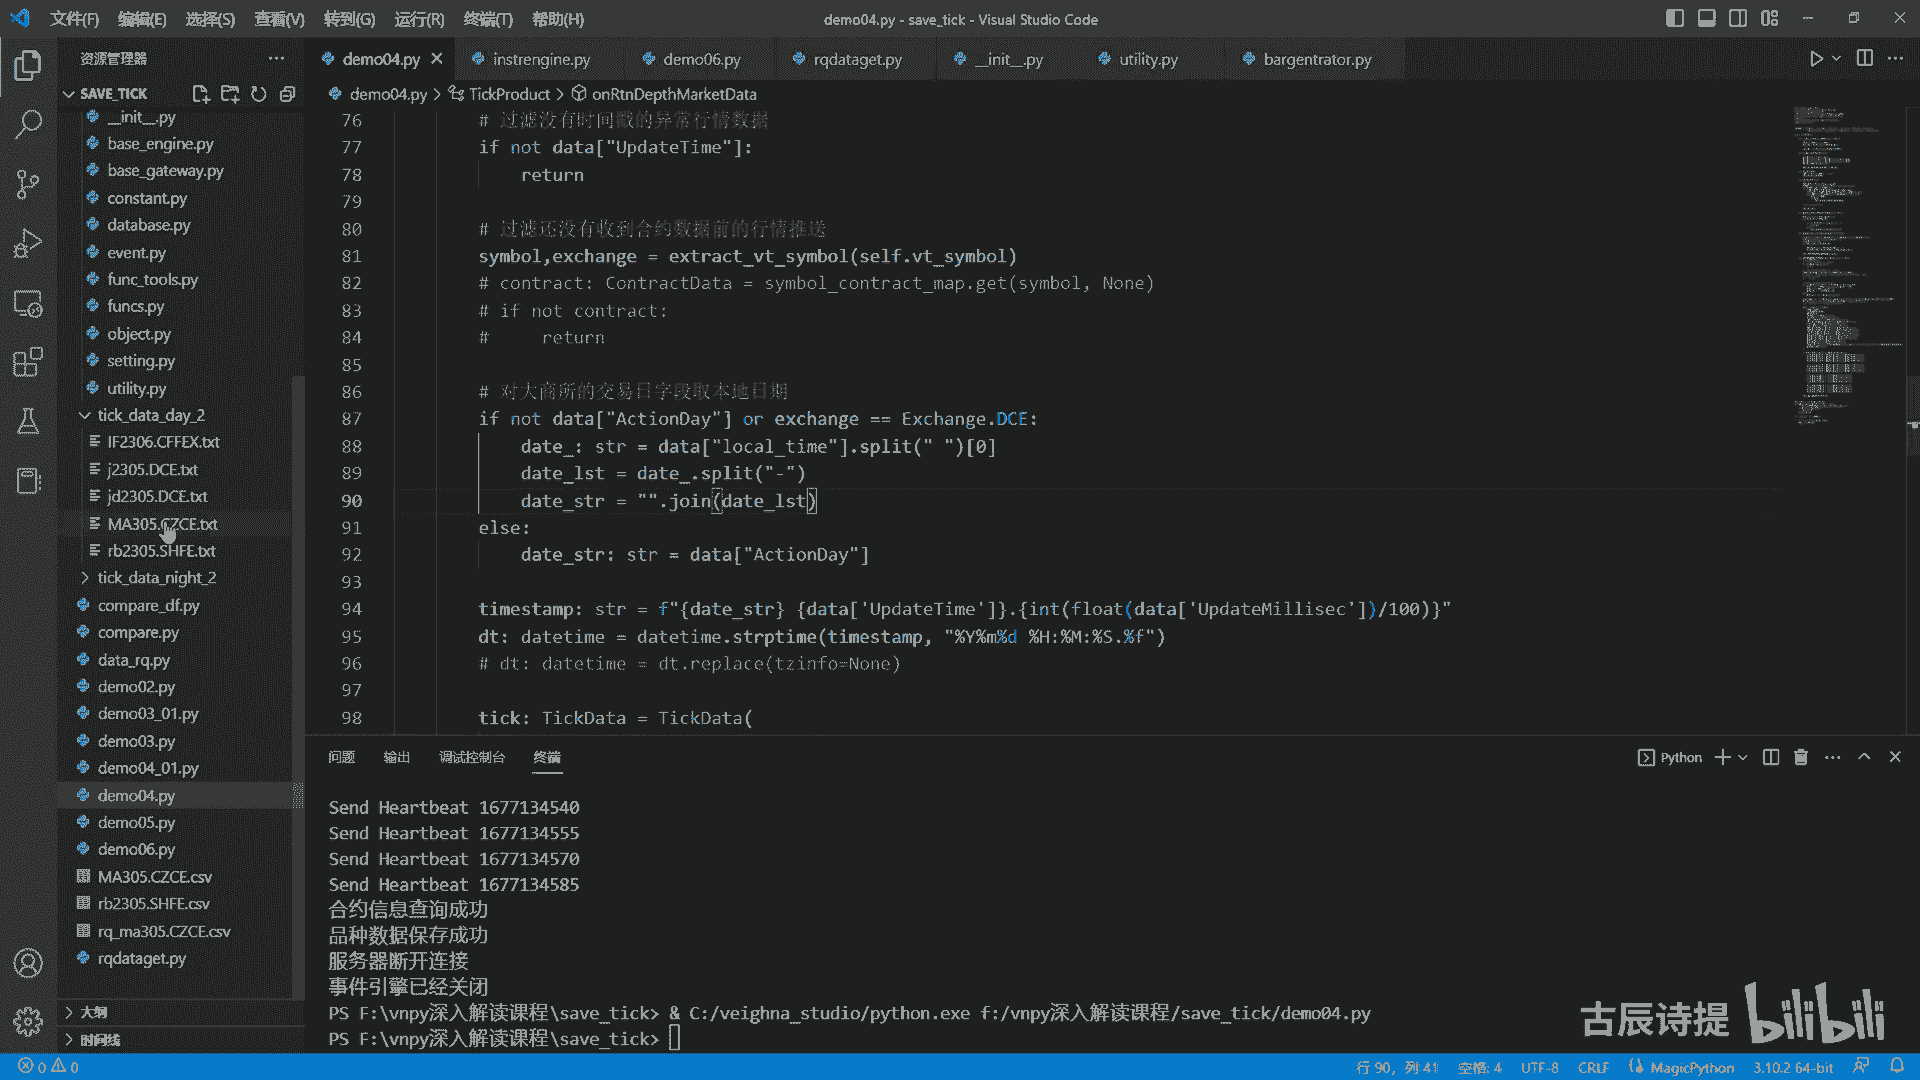 文件(F) 编辑(E) 选择(S) 查看(V) 转到(G) 运行(R) 终端(T) 帮助(H)
demo04.py - save_tick - Visual Studio Code
资源管理器
demo04.py
instrengine.py
demo06.py
rqdataget.py
__init__.py
utility.py
bargentrator.py
SAVE_TICK
demo04.py > TickProduct > onRtnDepthMarketData
__init__.py
base_engine.py
base_gateway.py
constant.py
database.py
event.py
func_tools.py
funcs.py
object.py
setting.py
utility.py
tick_data_day_2
IF2306.CFFEX.txt
j2305.DCE.txt
jd2305.DCE.txt
MA305.CZCE.txt
rb2305.SHFE.txt
tick_data_night_2
compare_df.py
compare.py
data_rq.py
demo02.py
demo03_01.py
demo03.py
demo04_01.py
demo04.py
demo05.py
demo06.py
MA305.CZCE.csv
rb2305.SHFE.csv
rq_ma305.CZCE.csv
rqdataget.py
大纲
时间线
76 # 过滤没有时间戳的异常行情数据
77 if not data["UpdateTime"]:
78 return
79
80 # 过滤还没有收到合约数据前的行情推送
81 symbol,exchange = extract_vt_symbol(self.vt_symbol)
82 # contract: ContractData = symbol_contract_map.get(symbol, None)
83 # if not contract:
84 #     return
85
86 # 对大商所的交易日字段取本地日期
87 if not data["ActionDay"] or exchange == Exchange.DCE:
88 date_: str = data["local_time"].split(" ")[0]
89 date_lst = date_.split("-")
90 date_str = "".join(date_lst)
91 else:
92 date_str: str = data["ActionDay"]
93
94 timestamp: str = f"{date_str} {data['UpdateTime']}.{int(float(data['UpdateMillisec'])/100)}"
95 dt: datetime = datetime.strptime(timestamp, "%Y%m%d %H:%M:%S.%f")
96 # dt: datetime = dt.replace(tzinfo=None)
97
98 tick: TickData = TickData(
问题 输出 调试控制台 终端
Python
Send Heartbeat 1677134540
Send Heartbeat 1677134555
Send Heartbeat 1677134570
Send Heartbeat 1677134585
合约信息查询成功
品种数据保存成功
服务器断开连接
事件引擎已经关闭
PS F:\vnpy深入解读课程\save_tick> & C:/veighna_studio/python.exe f:/vnpy深入解读课程/save_tick/demo04.py
PS F:\vnpy深入解读课程\save_tick>
古辰诗提 bilibili
0 0
行 90，列 41 空格: 4 UTF-8 CRLF MagicPython 3.10.2 64-bit